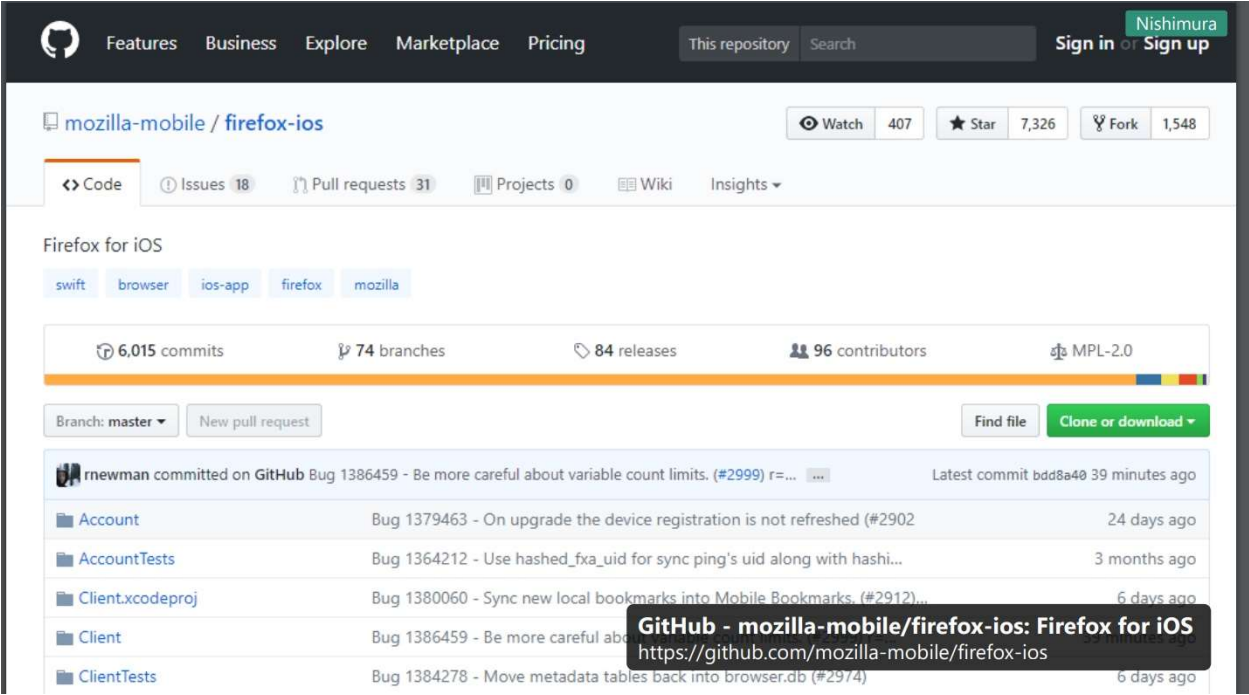 Nishimura
Features Business Explore Marketplace Pricing This repository Search Sign in or Sign up
mozilla-mobile / firefox-ios Watch 407 Star 7,326 Fork 1,548
Code Issues 18 Pull requests 31 Projects 0 Wiki Insights
Firefox for iOS
swift browser ios-app firefox mozilla
6,015 commits 74 branches 84 releases 96 contributors MPL-2.0
Branch: master New pull request Find file Clone or download
rnewman committed on GitHub Bug 1386459 - Be more careful about variable count limits. (#2999) r=... ... Latest commit bdd8a40 39 minutes ago
Account Bug 1379463 - On upgrade the device registration is not refreshed (#2902 24 days ago
AccountTests Bug 1364212 - Use hashed_fxa_uid for sync ping's uid along with hashi... 3 months ago
Client.xcodeproj Bug 1380060 - Sync new local bookmarks into Mobile Bookmarks. (#2912)... 6 days ago
Client Bug 1386459 - Be more careful about variable count limits. (#2999) r=... 39 minutes ago
GitHub - mozilla-mobile/firefox-ios: Firefox for iOS
https://github.com/mozilla-mobile/firefox-ios
ClientTests Bug 1384278 - Move metadata tables back into browser.db (#2974) 6 days ago